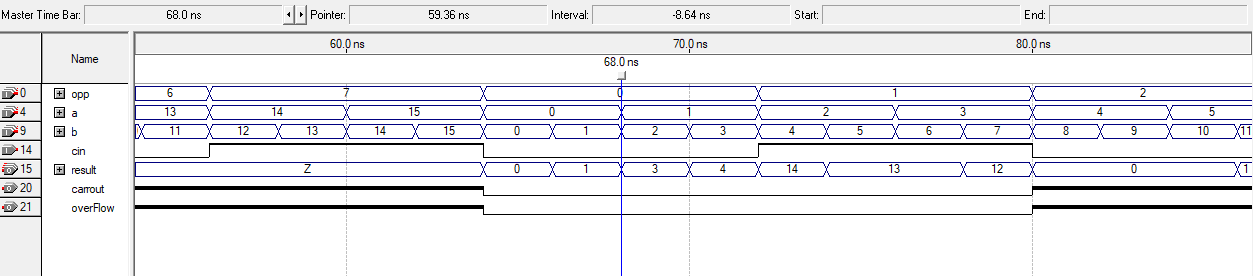 Master Time Bar: 68.0 ns Pointer: 59.36 ns Interval: -8.64 ns Start: End:
Name 60.0 ns 70.0 ns 80.0 ns
68.0 ns
0 opp 6 7 0 1 2
4 a 13 14 15 0 1 2 3 4 5
9 b 11 12 13 14 15 0 1 2 3 4 5 6 7 8 9 10 11
14 cin
15 result Z 0 1 3 4 14 13 12 0 1
20 carrout
21 overFlow